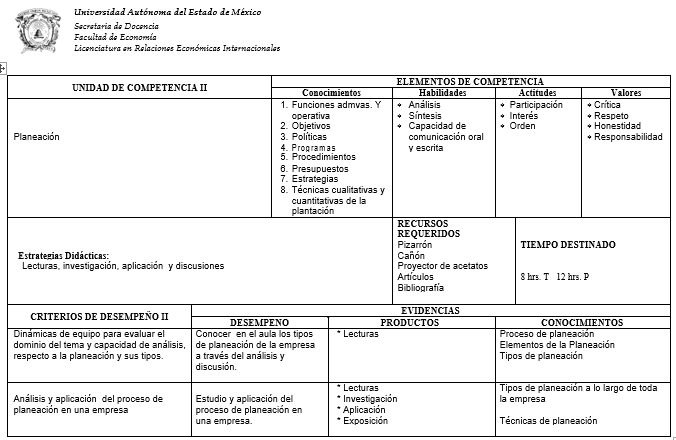 Universidad Autónoma del Estado de México
Secretaria de Docencia
Facultad de Economía
Licenciatura en Relaciones Económicas Internacionales
UNIDAD DE COMPETENCIA II
ELEMENTOS DE COMPETENCIA
Conocimientos
Habilidades
Actitudes
Valores
Planeación
1. Funciones admvas. Y
operativa
2. Objetivos
3. Políticas
4. Programas
5. Procedimientos
6. Presupuestos
7. Estrategias
8. Técnicas cualitativas y
cuantitativas de la
plantación
Análisis
Síntesis
Capacidad de
comunicación oral
y escrita
Participación
Interés
Orden
Crítica
Respeto
Honestidad
Responsabilidad
Estrategias Didácticas:
Lecturas, investigación, aplicación y discusiones
RECURSOS
REQUERIDOS
Pizarrón
Cañón
Proyector de acetatos
Artículos
Bibliografía
TIEMPO DESTINADO
8 hrs. T 12 hrs. P
CRITERIOS DE DESEMPEÑO II
EVIDENCIAS
DESEMPENO
PRODUCTOS
CONOCIMIENTOS
Dinámicas de equipo para evaluar el
dominio del tema y capacidad de análisis,
respecto a la planeación y sus tipos.
Conocer en el aula los tipos
de planeación de la empresa
a través del análisis y
discusión.
* Lecturas
Proceso de planeación
Elementos de la Planeación
Tipos de planeación
Análisis y aplicación del proceso de
planeación en una empresa
Estudio y aplicación del
proceso de planeación en
una empresa.
* Lecturas
* Investigación
* Aplicación
* Exposición
Tipos de planeación a lo largo de toda
la empresa
Técnicas de planeación